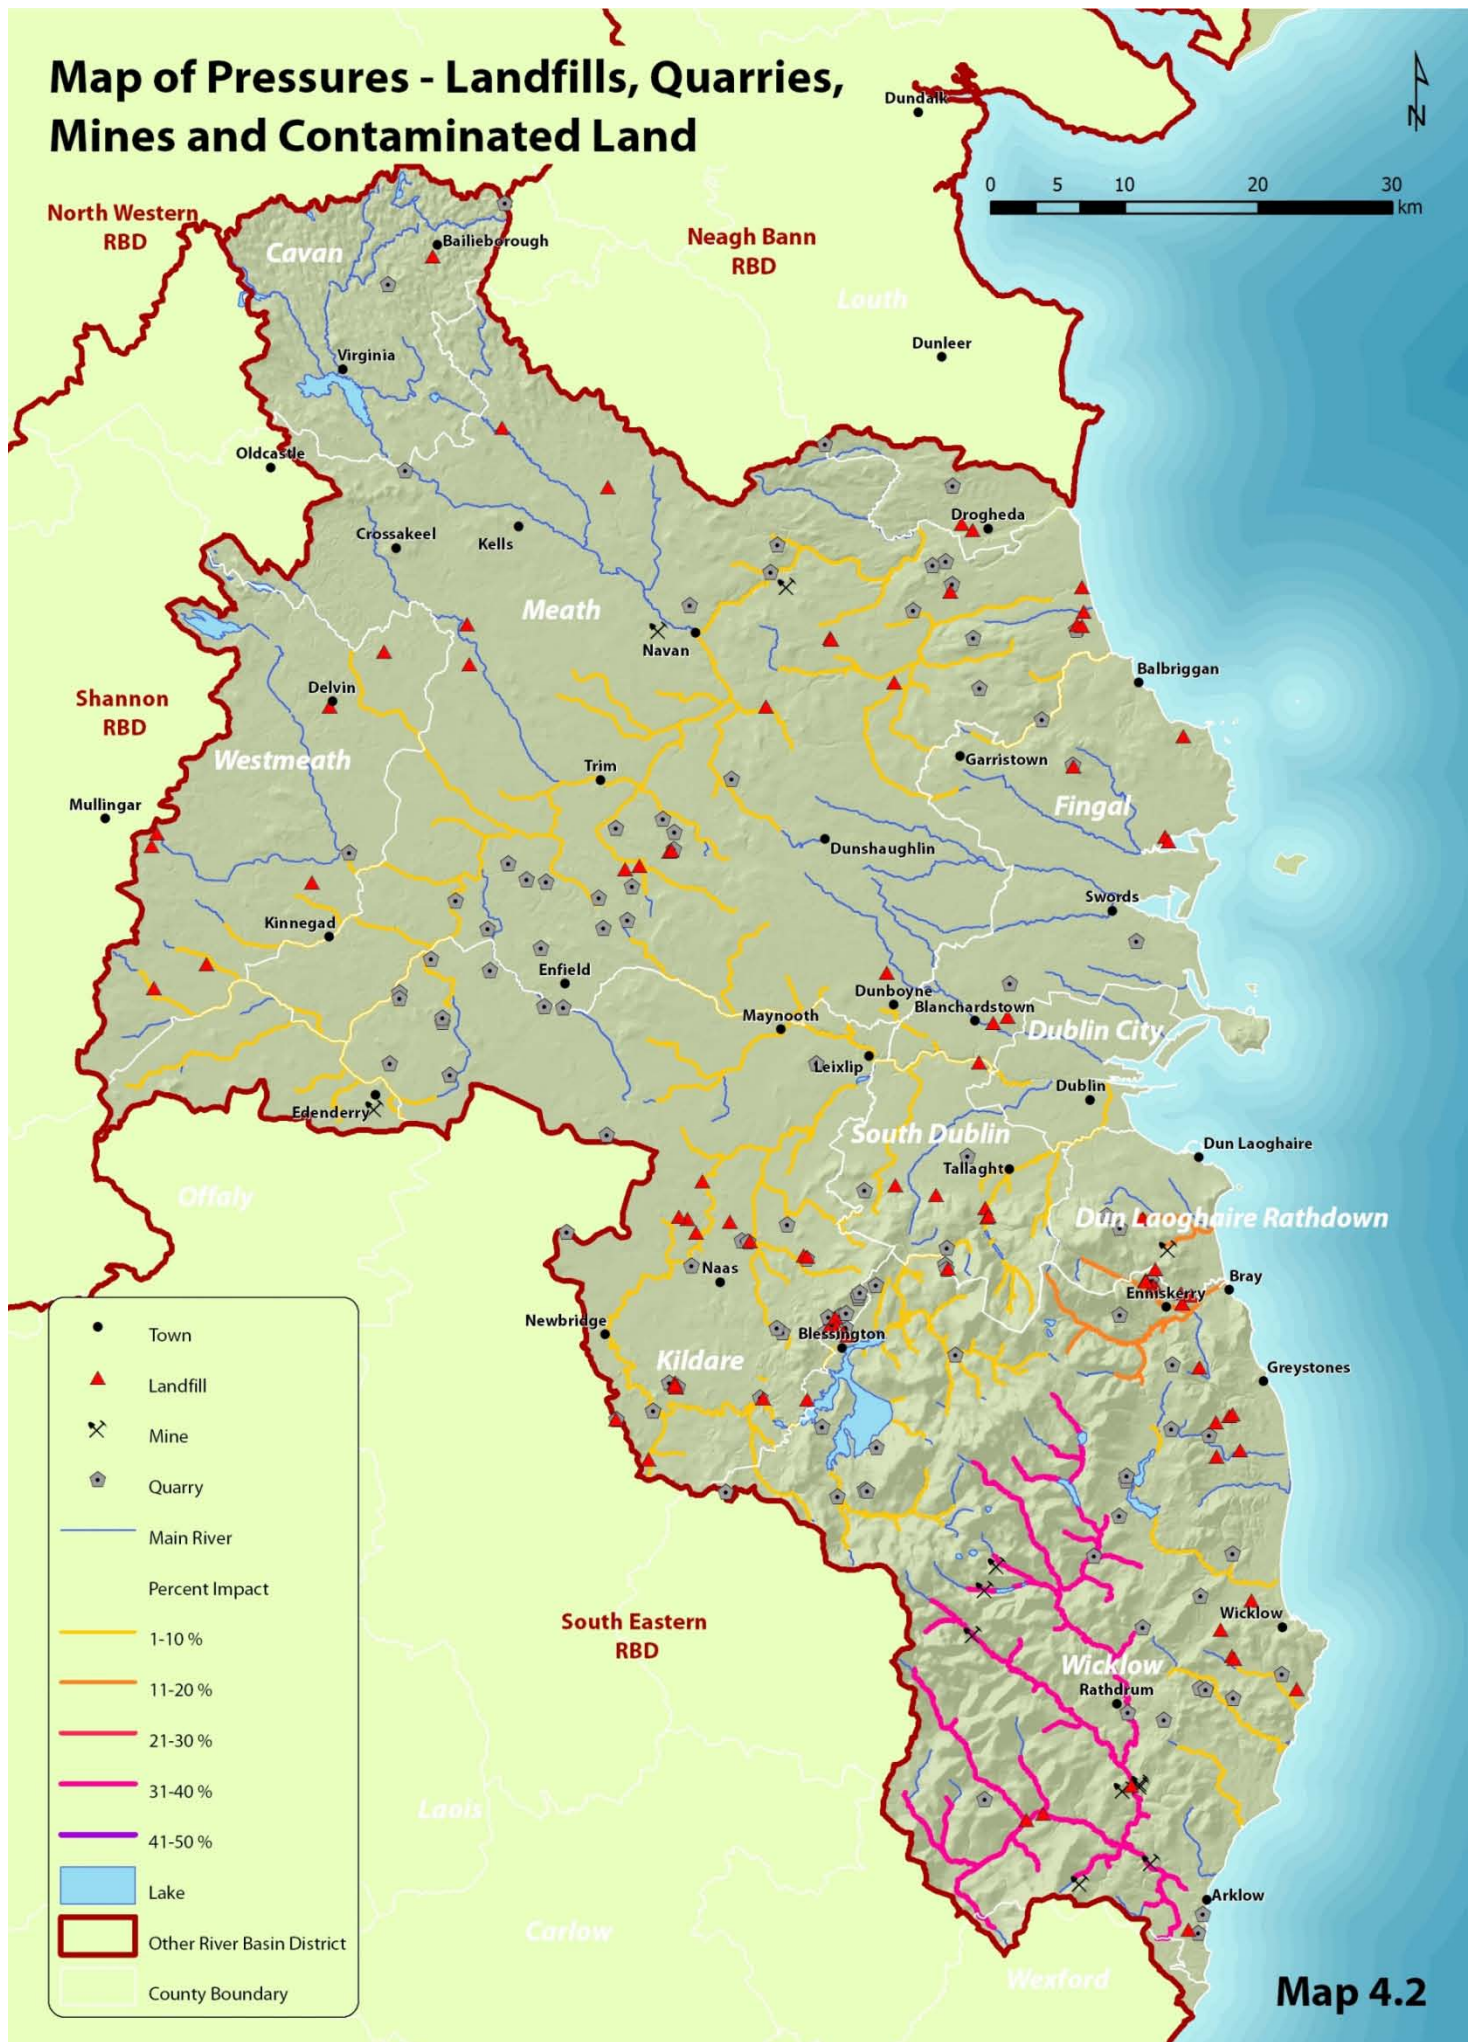 Map of Pressures - Landfills, Quarries,
Mines and Contaminated Land
Dundalk
N
0 5 10 20 30
km
North Western
RBD
Cavan
Bailieborough
Neagh Bann
RBD
Louth
Virginia
Dunleer
Oldcastle
Drogheda
Crossakeel
Kells
Meath
Navan
Balbriggan
Shannon
RBD
Delvin
Westmeath
Trim
Garristown
Mullingar
Fingal
Dunshaughlin
Swords
Kinnegad
Enfield
Dunboyne
Blanchardstown
Maynooth
Dublin City
Leixlip
Dublin
Edenderry
South Dublin
Dun Laoghaire
Tallaght
Offaly
Dun Laoghaire Rathdown
Naas
Bray
Enniskerry
Newbridge
Blessington
Kildare
Greystones
South Eastern
RBD
Wicklow
Wicklow
Rathdrum
Laois
Arklow
Carlow
Wexford
Town
Landfill
Mine
Quarry
Main River
Percent Impact
1-10 %
11-20 %
21-30 %
31-40 %
41-50 %
Lake
Other River Basin District
County Boundary
Map 4.2